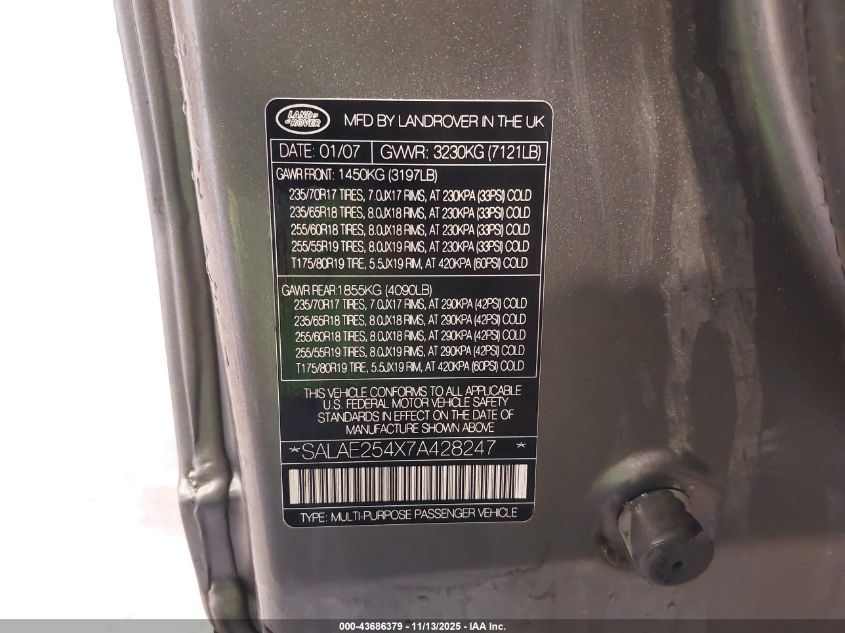 LAND ROVER
MFD BY LANDROVER IN THE UK
DATE: 01/07 GVWR: 3230KG (7121LB)
GAWR FRONT: 1450KG (3197LB)
235/70R17 TIRES, 7.0JX17 RIMS, AT 230KPA (33PSI) COLD
235/65R18 TIRES, 8.0JX18 RIMS, AT 230KPA (33PSI) COLD
255/60R18 TIRES, 8.0JX18 RIMS, AT 230KPA (33PSI) COLD
255/55R19 TIRES, 8.0JX19 RIMS, AT 230KPA (33PSI) COLD
T175/80R19 TIRE, 5.5JX19 RIM, AT 420KPA (60PSI) COLD
GAWR REAR: 1855KG (4090LB)
235/70R17 TIRES, 7.0JX17 RIMS, AT 290KPA (42PSI) COLD
235/65R18 TIRES, 8.0JX18 RIMS, AT 290KPA (42PSI) COLD
255/60R18 TIRES, 8.0JX18 RIMS, AT 290KPA (42PSI) COLD
255/55R19 TIRES, 8.0JX19 RIMS, AT 290KPA (42PSI) COLD
T175/80R19 TIRE, 5.5JX19 RIM, AT 420KPA (60PSI) COLD
THIS VEHICLE CONFORMS TO ALL APPLICABLE
U.S. FEDERAL MOTOR VEHICLE SAFETY
STANDARDS IN EFFECT ON THE DATE OF
MANUFACTURE SHOWN ABOVE
*SALAE254X7A428247 *
TYPE: MULTI-PURPOSE PASSENGER VEHICLE
000-43686379 - 11/13/2025 - IAA Inc.